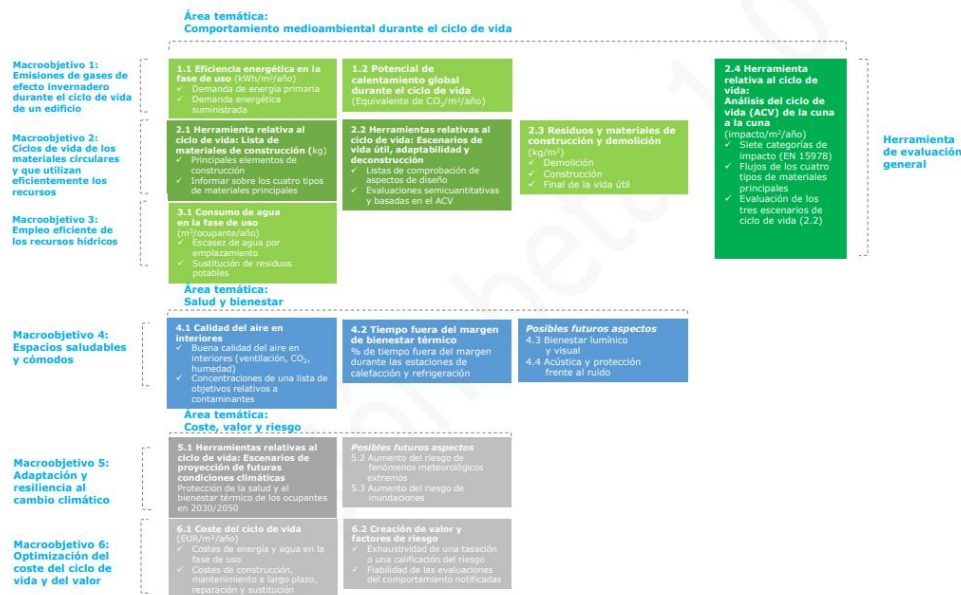 Área temática:
Comportamiento medioambiental durante el ciclo de vida
Macroobjetivo 1:
Emisiones de gases de
efecto invernadero
durante el ciclo de vida
de un edificio
1.1 Eficiencia energética en la
fase de uso (kWh/m²/año)
✓ Demanda de energía primaria
✓ Demanda energética
suministrada
1.2 Potencial de
calentamiento global
durante el ciclo de vida
(Equivalente de CO₂/m²/año)
2.4 Herramienta
relativa al ciclo de
vida:
Análisis del ciclo de
vida (ACV) de la cuna
a la cuna
(impacto/m²/año)
✓ Siete categorías de
impacto (EN 15978)
✓ Flujos de los cuatro
tipos de materiales
principales
✓ Evaluación de los
tres escenarios de
ciclo de vida (2.2)
Herramienta
de evaluación
general
Macroobjetivo 2:
Ciclos de vida de los
materiales circulares
y que utilizan
eficientemente los
recursos
2.1 Herramienta relativa al
ciclo de vida: Lista de
materiales de construcción (kg)
✓ Principales elementos de
construcción
✓ Informar sobre los cuatro tipos
de materiales principales
2.2 Herramientas relativas al
ciclo de vida: Escenarios de
vida útil, adaptabilidad y
deconstrucción
✓ Listas de comprobación de
aspectos de diseño
✓ Evaluaciones semicuantitativas
y basadas en el ACV
2.3 Residuos y materiales de
construcción y demolición
(kg/m²)
✓ Demolición
✓ Construcción
✓ Final de la vida útil
Macroobjetivo 3:
Empleo eficiente de
los recursos hídricos
3.1 Consumo de agua
en la fase de uso
(m³/ocupante/año)
✓ Escasez de agua por
emplazamiento
✓ Sustitución de residuos
potables
Área temática:
Salud y bienestar
Macroobjetivo 4:
Espacios saludables
y cómodos
4.1 Calidad del aire en
interiores
✓ Buena calidad del aire en
interiores (ventilación, CO₂,
humedad)
✓ Concentraciones de una lista de
objetivos relativos a
contaminantes
4.2 Tiempo fuera del margen
de bienestar térmico
% de tiempo fuera del margen
durante las estaciones de
calefacción y refrigeración
Posibles futuros aspectos
4.3 Bienestar lumínico
y visual
4.4 Acústica y protección
frente al ruido
Área temática:
Coste, valor y riesgo
Macroobjetivo 5:
Adaptación y
resiliencia al
cambio climático
5.1 Herramientas relativas al
ciclo de vida: Escenarios de
proyección de futuras
condiciones climáticas
Protección de la salud y el
bienestar térmico de los ocupantes
en 2030/2050
Posibles futuros aspectos
5.2 Aumento del riesgo de
fenómenos meteorológicos
extremos
5.3 Aumento del riesgo de
inundaciones
Macroobjetivo 6:
Optimización del
coste del ciclo de
vida y del valor
6.1 Coste del ciclo de vida
(EUR/m²/año)
✓ Costes de energía y agua en la
fase de uso
✓ Costes de construcción,
mantenimiento a largo plazo,
reparación y sustitución
6.2 Creación de valor y
factores de riesgo
✓ Exhaustividad de una tasación
o una calificación del riesgo
✓ Fiabilidad de las evaluaciones
del comportamiento notificadas